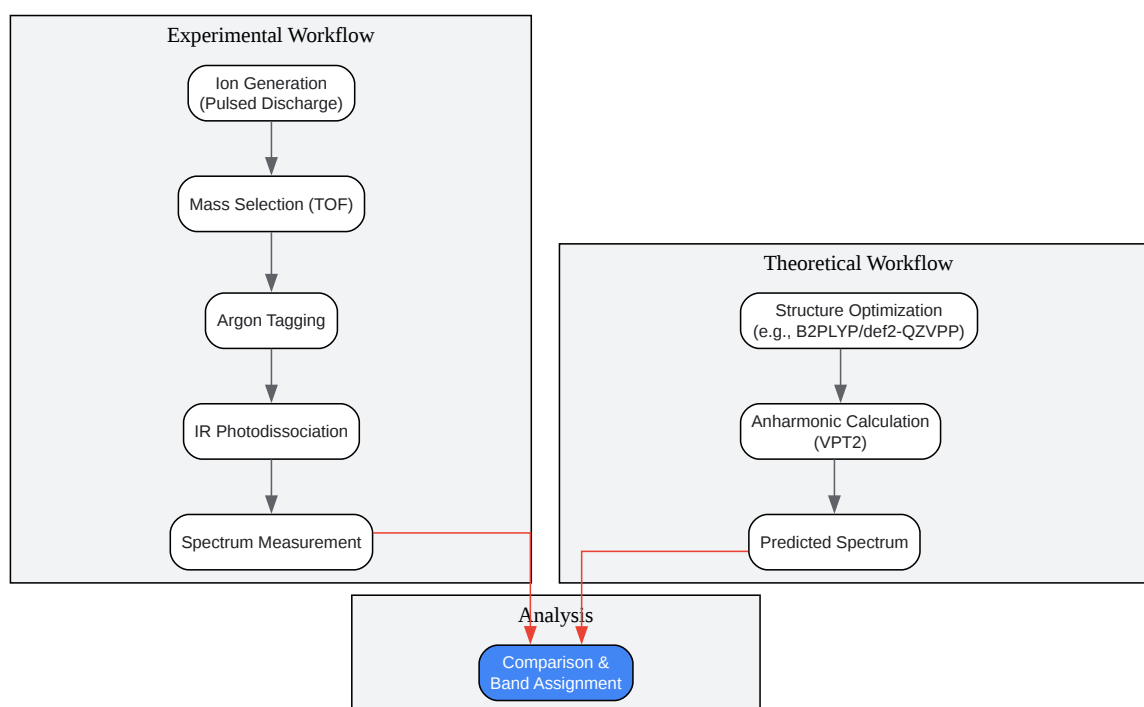 Experimental Workflow
Ion Generation
(Pulsed Discharge)
Mass Selection (TOF)
Argon Tagging
IR Photodissociation
Spectrum Measurement
Theoretical Workflow
Structure Optimization
(e.g., B2PLYP/def2-QZVPP)
Anharmonic Calculation
(VPT2)
Predicted Spectrum
Analysis
Comparison &
Band Assignment